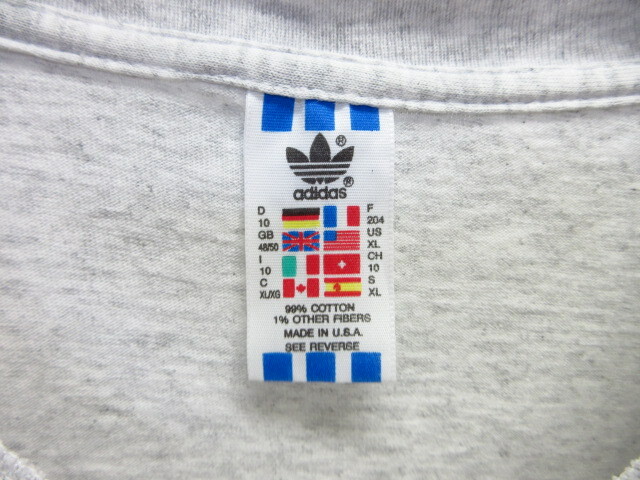 ®
adidas®
D F
10 204
GB US
48/50 XL
I CH
10 10
C S
XL/XG XL
99% COTTON
1% OTHER FIBERS
MADE IN U.S.A.
SEE REVERSE